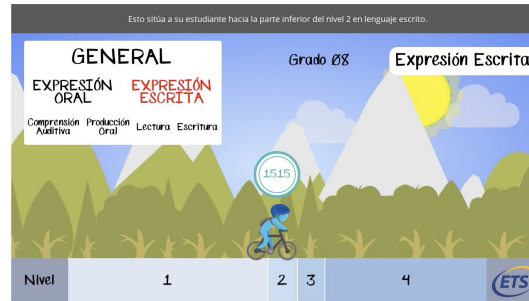 Esto sitúa a su estudiante hacia la parte inferior del nivel 2 en lenguaje escrito.
GENERAL
EXPRESIÓN ORAL
EXPRESIÓN ESCRITA
Comprensión Auditiva
Producción Oral
Lectura
Escritura
Grado 08
Expresión Escrita
1515
Nivel 1 2 3 4
ETS